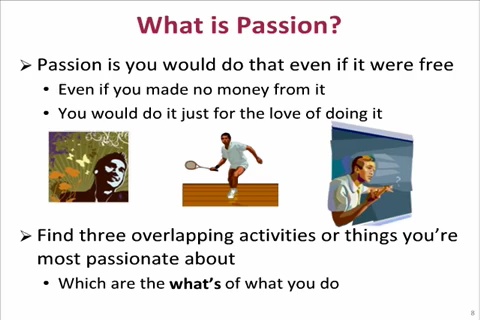 What is Passion?
➢ Passion is you would do that even if it were free
• Even if you made no money from it
• You would do it just for the love of doing it
➢ Find three overlapping activities or things you're
most passionate about
• Which are the what's of what you do
8